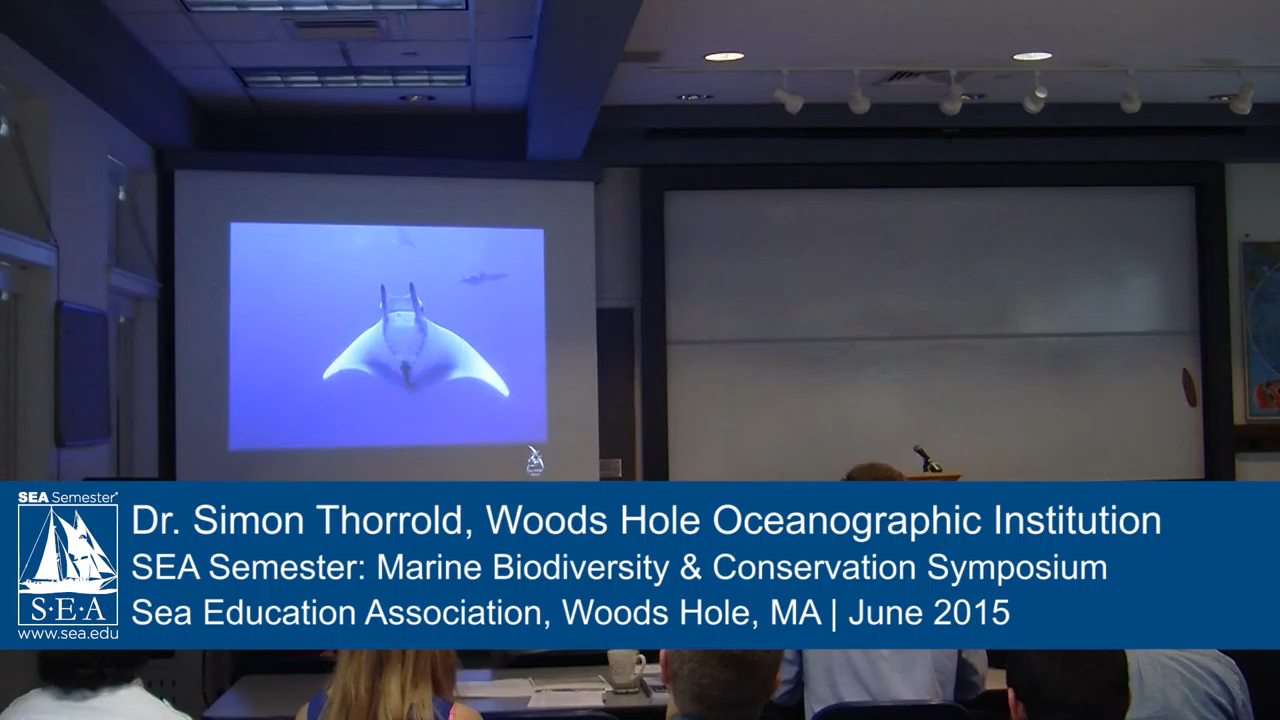 SEA Semester®
S·E·A
www.sea.edu
Dr. Simon Thorrold, Woods Hole Oceanographic Institution
SEA Semester: Marine Biodiversity & Conservation Symposium
Sea Education Association, Woods Hole, MA | June 2015